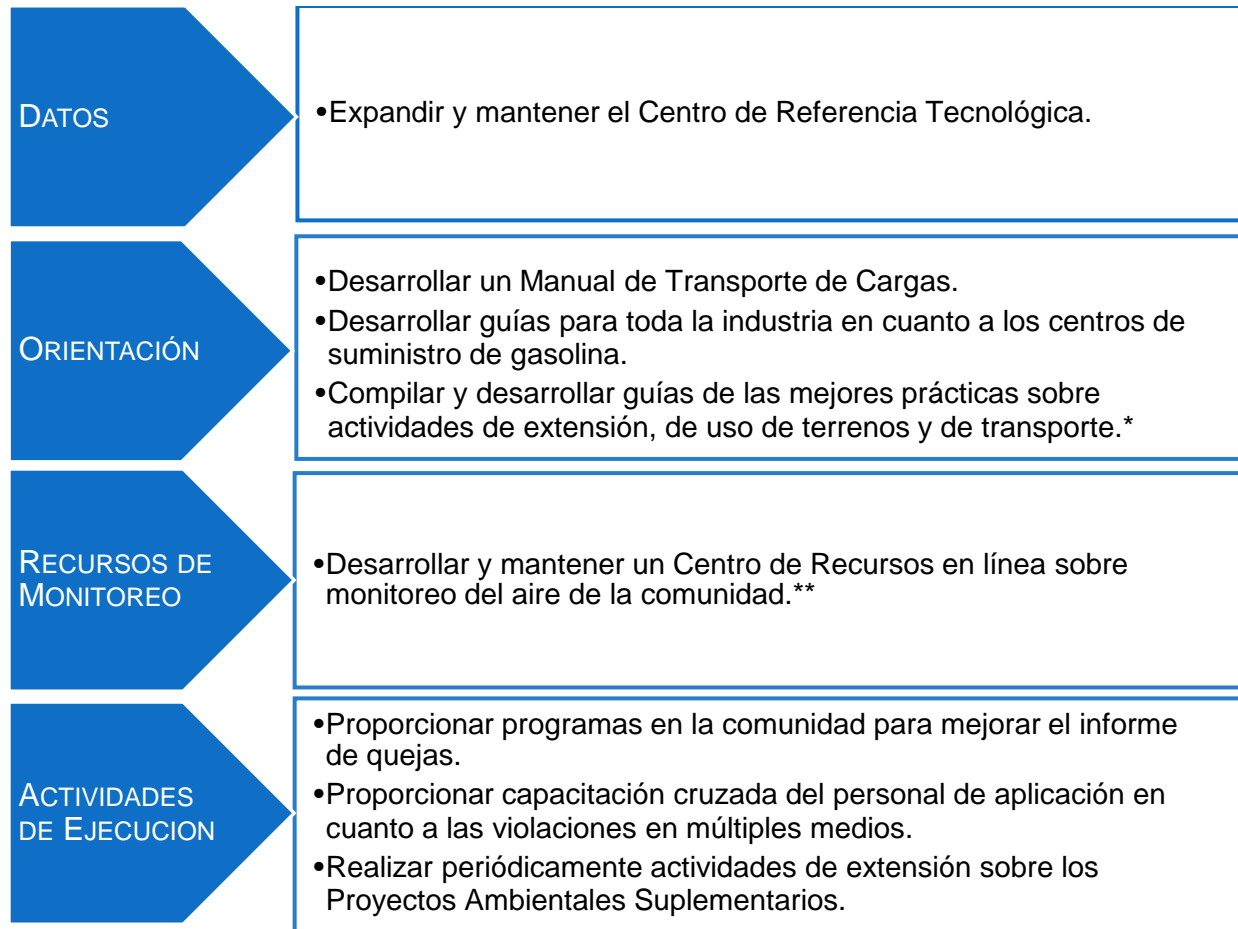 DATOS
•Expandir y mantener el Centro de Referencia Tecnológica.
ORIENTACIÓN
•Desarrollar un Manual de Transporte de Cargas.
•Desarrollar guías para toda la industria en cuanto a los centros de
suministro de gasolina.
•Compilar y desarrollar guías de las mejores prácticas sobre
actividades de extensión, de uso de terrenos y de transporte.*
RECURSOS DE
MONITOREO
•Desarrollar y mantener un Centro de Recursos en línea sobre
monitoreo del aire de la comunidad.**
ACTIVIDADES
DE EJECUCION
•Proporcionar programas en la comunidad para mejorar el informe
de quejas.
•Proporcionar capacitación cruzada del personal de aplicación en
cuanto a las violaciones en múltiples medios.
•Realizar periódicamente actividades de extensión sobre los
Proyectos Ambientales Suplementarios.